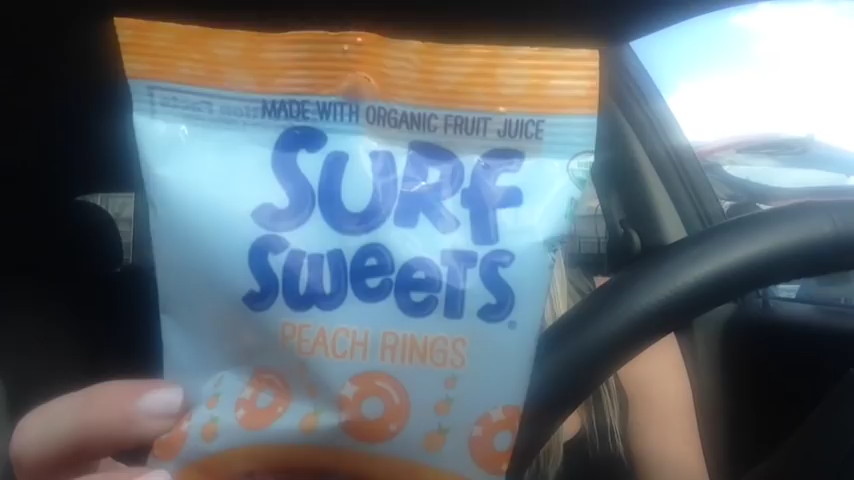 MADE WITH ORGANIC FRUIT JUICE
SURF
SWeeTS®
PEACH RINGS